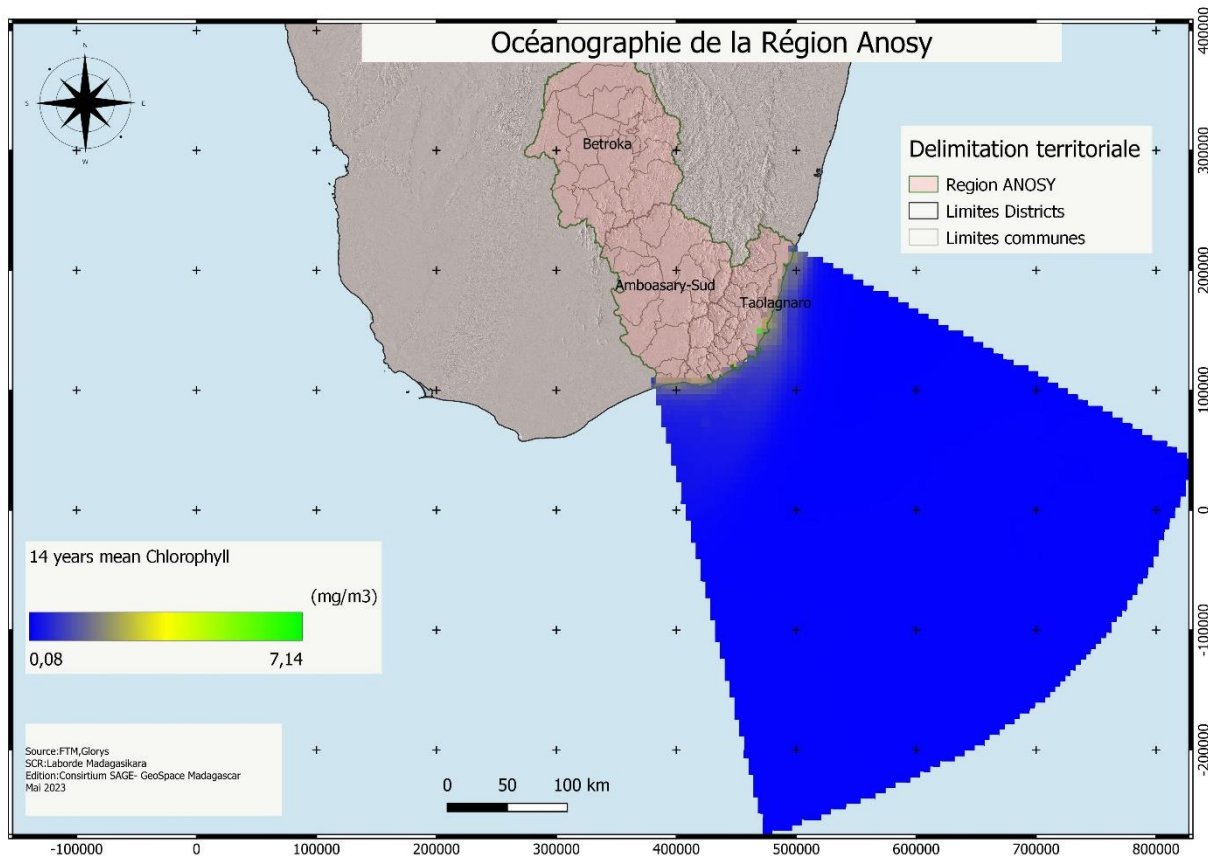 Océanographie de la Région Anosy
N
S
E
W
Betroka
Amboasary-Sud
Taolagnaro
Delimitation territoriale
Region ANOSY
Limites Districts
Limites communes
14 years mean Chlorophyll
(mg/m3)
0,08
7,14
Source:FTM,Glorys
SCR:Laborde Madagasikara
Edition:Consirtium SAGE- GeoSpace Madagascar
Mai 2023
0 50 100 km
400000
300000
200000
100000
0
-100000
-200000
-100000 0 100000 200000 300000 400000 500000 600000 700000 800000